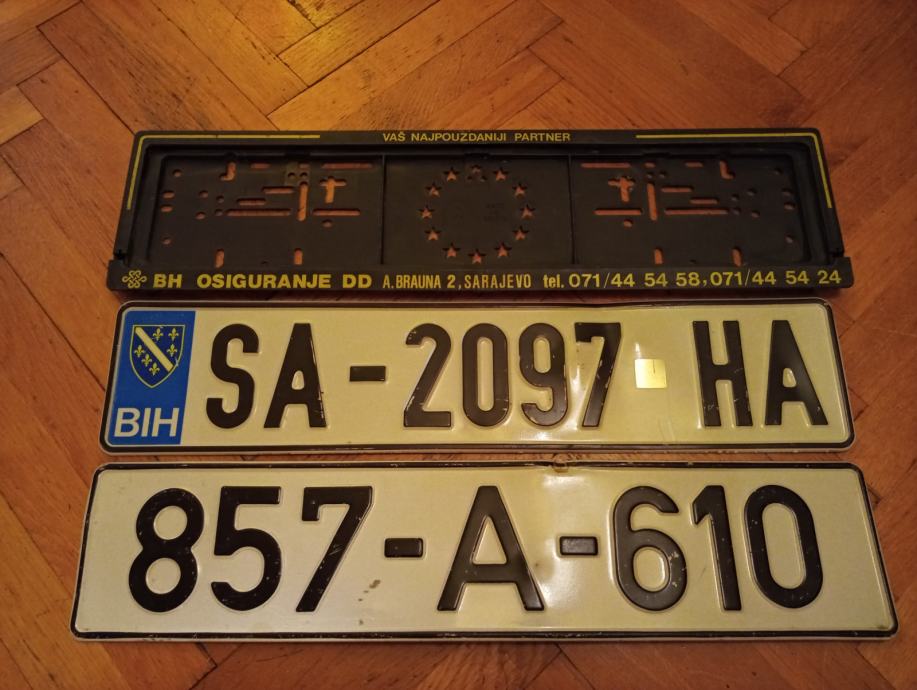 VAŠ NAJPOUZDANIJI PARTNER
BH OSIGURANJE DD A. BRAUNA 2, SARAJEVO tel. 071/44 54 58, 071/44 54 24
BIH SA-2097 HA
857-A-610